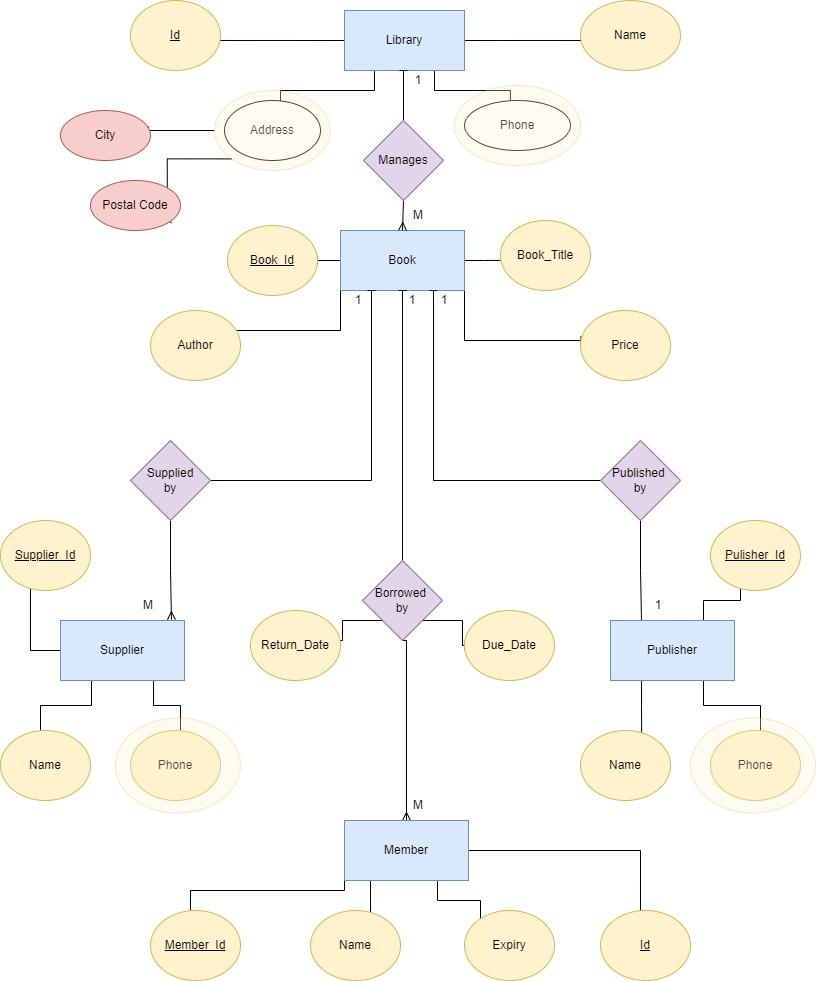 Id
Library
Name
1
City
Address
Phone
Manages
Postal Code
M
Book_Id
Book
Book_Title
1
1
1
Author
Price
Supplied
by
Published
by
Supplier_Id
Pulisher_Id
M
Borrowed
by
1
Supplier
Return_Date
Due_Date
Publisher
Name
Phone
Name
Phone
M
Member
Member_Id
Name
Expiry
Id